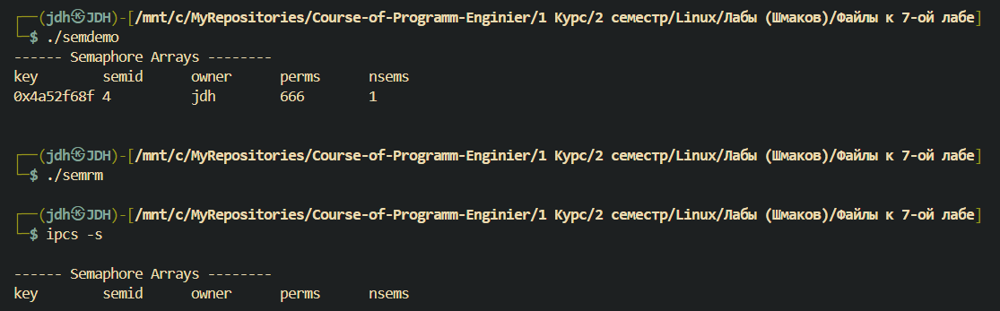 ┌──(jdh㉿JDH)-[/mnt/c/MyRepositories/Course-of-Programm-Enginier/1 Курс/2 семестр/Linux/Лабы (Шмаков)/Файлы к 7-ой лабе]
└─$ ./semdemo
------ Semaphore Arrays --------
key        semid      owner      perms      nsems
0x4a52f68f 4          jdh        666        1
┌──(jdh㉿JDH)-[/mnt/c/MyRepositories/Course-of-Programm-Enginier/1 Курс/2 семестр/Linux/Лабы (Шмаков)/Файлы к 7-ой лабе]
└─$ ./semrm
┌──(jdh㉿JDH)-[/mnt/c/MyRepositories/Course-of-Programm-Enginier/1 Курс/2 семестр/Linux/Лабы (Шмаков)/Файлы к 7-ой лабе]
└─$ ipcs -s
------ Semaphore Arrays --------
key        semid      owner      perms      nsems